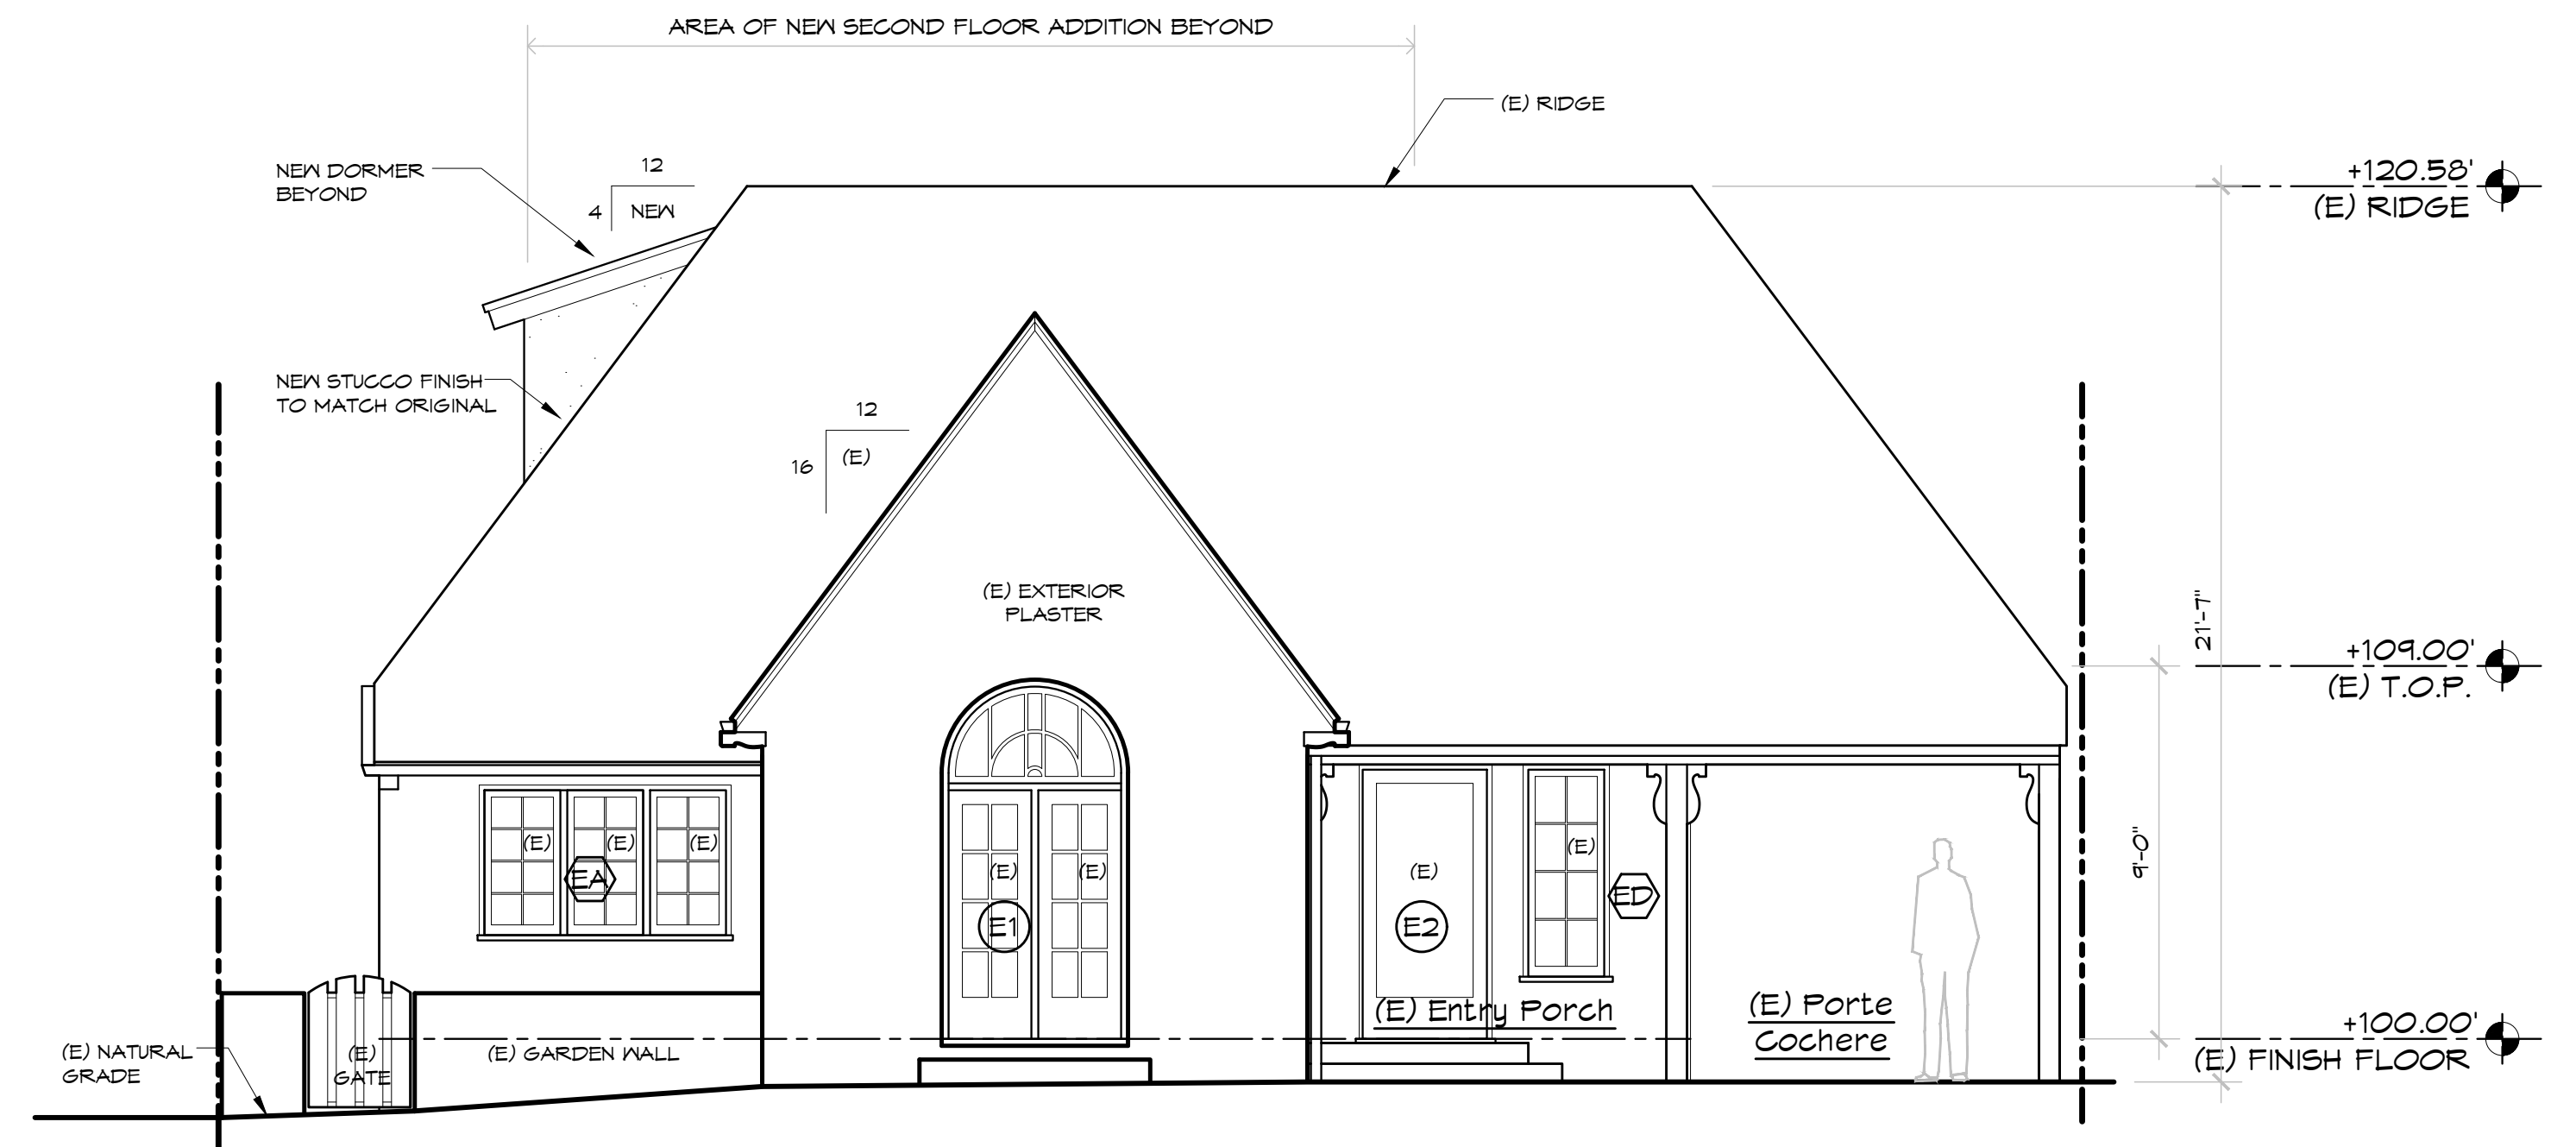 AREA OF NEW SECOND FLOOR ADDITION BEYOND
(E) RIDGE
NEW DORMER
BEYOND
12
4
NEW
+120.58'
(E) RIDGE
NEW STUCCO FINISH
TO MATCH ORIGINAL
12
16
(E)
(E) EXTERIOR
PLASTER
21'-7"
+109.00'
(E) T.O.P.
9'-0"
(E)
(E)
(E)
EA
(E)
(E)
E1
(E)
E2
(E)
ED
(E) Entry Porch
(E) Porte
Cochere
+100.00'
(E) FINISH FLOOR
(E) NATURAL
GRADE
(E)
GATE
(E) GARDEN WALL